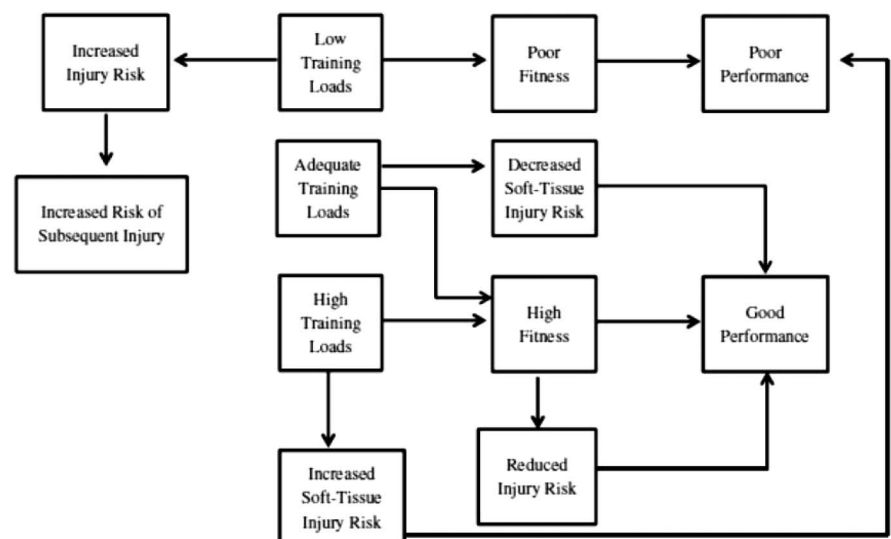 Increased
Injury Risk
Low
Training
Loads
Poor
Fitness
Poor
Performance
Increased Risk of
Subsequent Injury
Adequate
Training
Loads
Decreased
Soft-Tissue
Injury Risk
High
Training
Loads
High
Fitness
Good
Performance
Increased
Soft-Tissue
Injury Risk
Reduced
Injury Risk